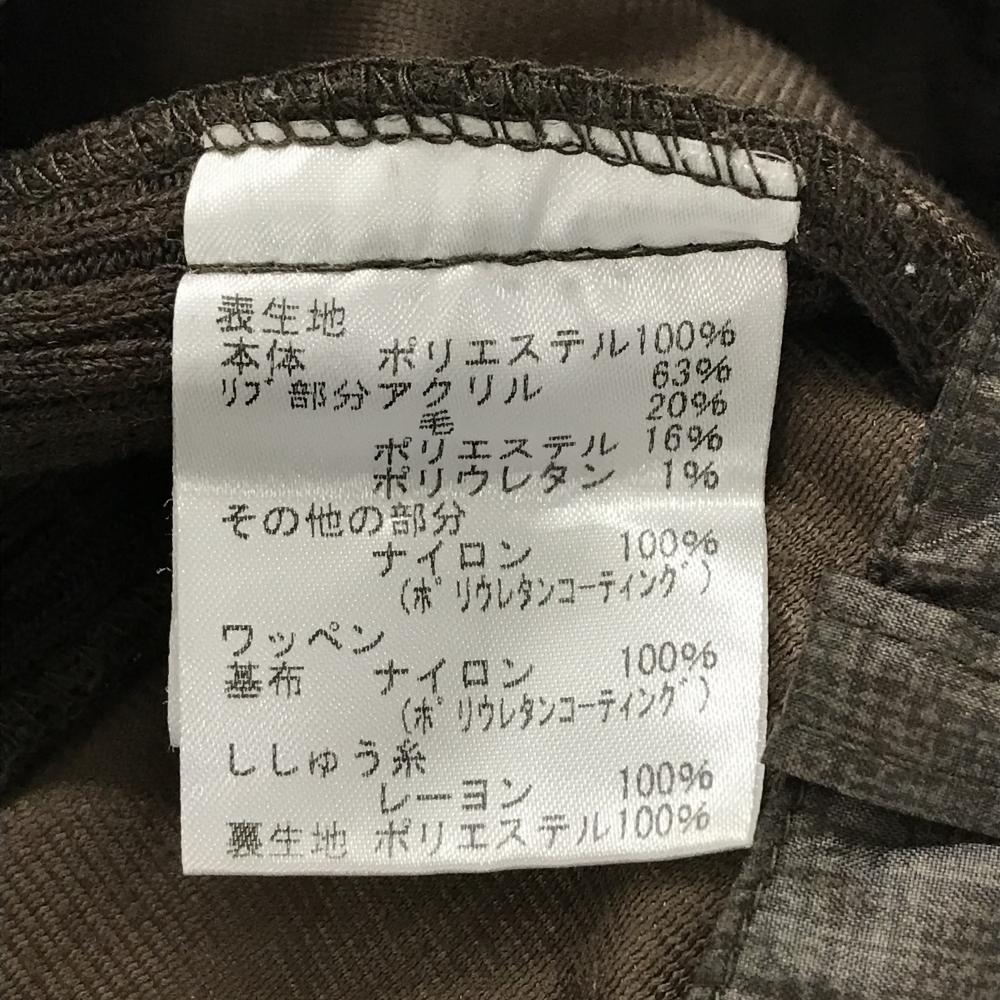 表生地
本体 ポリエステル100%
リブ部分アクリル 63%
毛 20%
ポリエステル 16%
ポリウレタン 1%
その他の部分
ナイロン 100%
(ポリウレタンコーティング)
ワッペン
基布 ナイロン 100%
(ポリウレタンコーティング)
ししゅう糸
レーヨン 100%
裏生地 ポリエステル100%